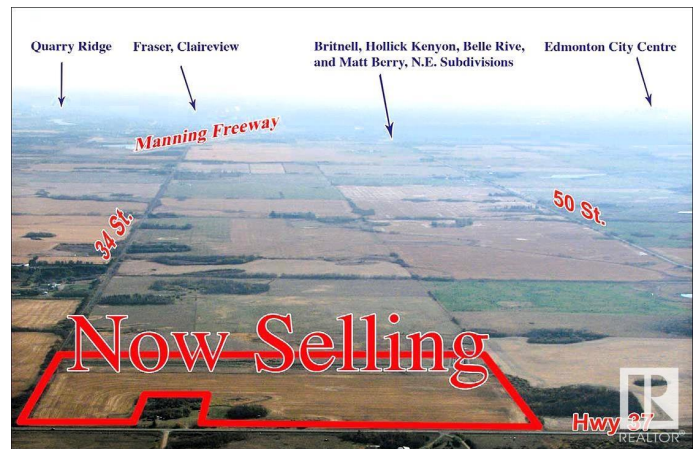 Quarry Ridge
Fraser, Claireview
Britnell, Hollick Kenyon, Belle Rive,
and Matt Berry, N.E. Subdivisions
Edmonton City Centre
Manning Freeway
34 St.
50 St.
Now Selling
Hwy 37
R
REALTOR®